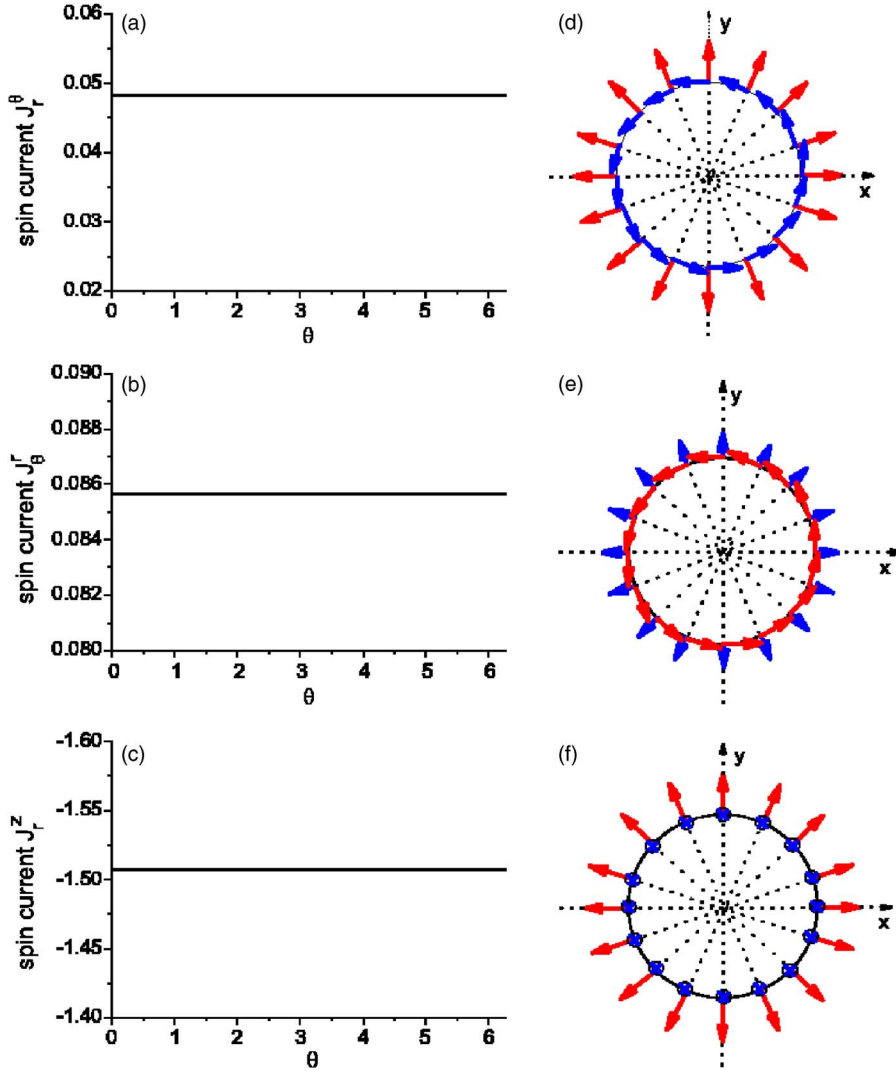 (a)
0.06
0.05
0.04
0.03
0.02
spin current J_r^θ
0 1 2 3 4 5 6
θ
(d)
y
x
(b)
0.090
0.088
0.086
0.084
0.082
0.080
spin current J_θ^r
0 1 2 3 4 5 6
θ
(e)
y
x
(c)
-1.60
-1.55
-1.50
-1.45
-1.40
spin current J_r^z
0 1 2 3 4 5 6
θ
(f)
y
x